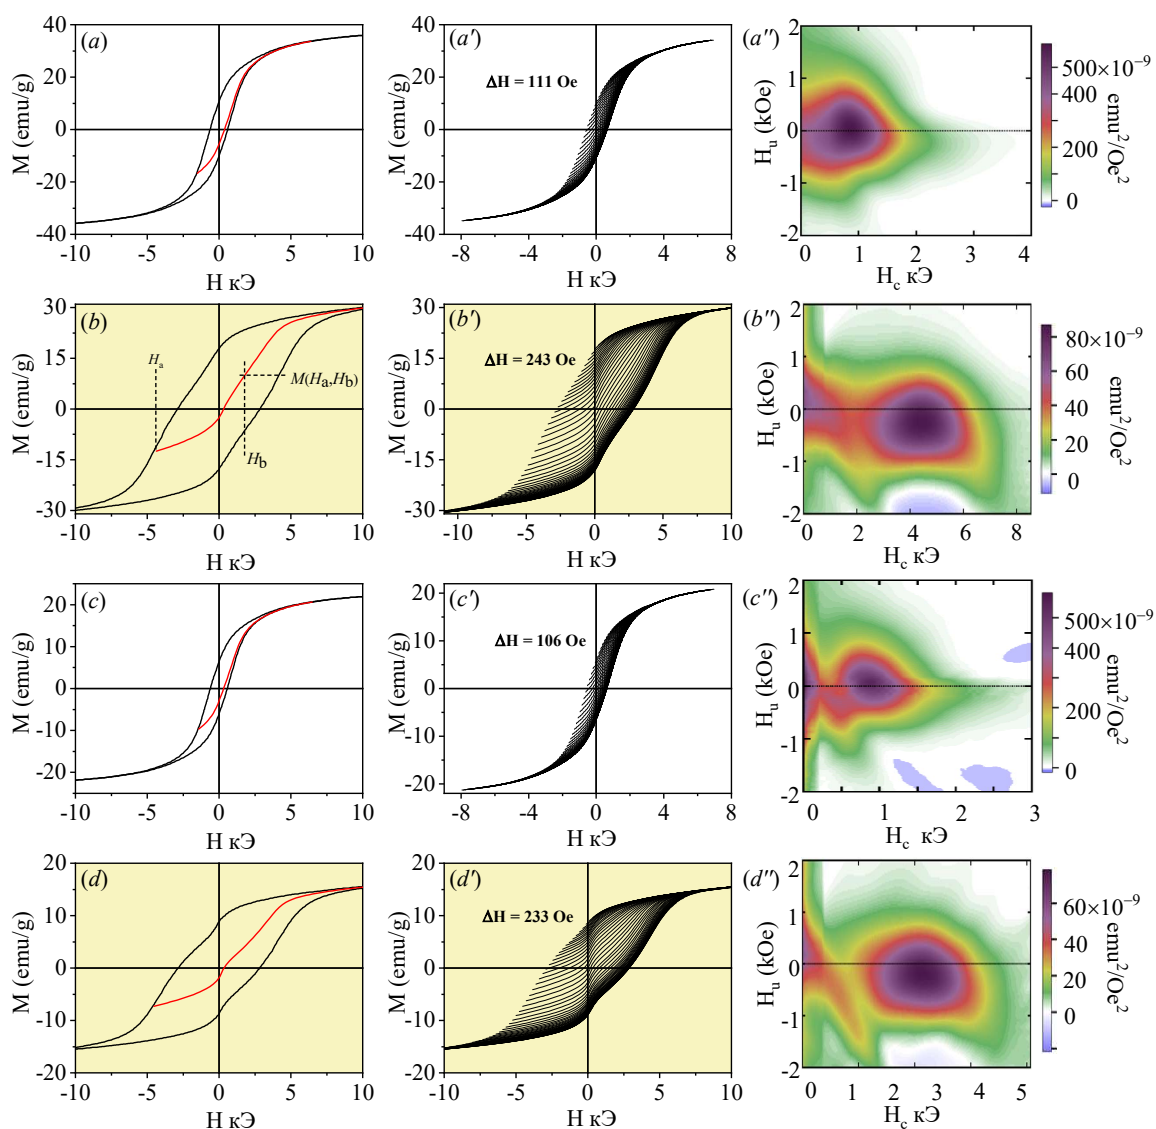 (a)
M (emu/g)
40
20
0
-20
-40
-10 -5 0 5 10
H кЭ
(a′)
ΔH = 111 Oe
M (emu/g)
40
20
0
-20
-40
-8 -4 0 4 8
H кЭ
(a″)
H_u (kOe)
2
1
0
-1
-2
0 1 2 3 4
H_c кЭ
500×10⁻⁹
400
200
0
emu²/Oe²
(b)
M (emu/g)
30
15
0
-15
-30
H_a
M(H_a,H_b)
H_b
-10 -5 0 5 10
H кЭ
(b′)
ΔH = 243 Oe
M (emu/g)
30
15
0
-15
-30
-10 -5 0 5 10
H кЭ
(b″)
H_u (kOe)
2
1
0
-1
-2
0 2 4 6 8
H_c кЭ
80×10⁻⁹
60
40
20
0
emu²/Oe²
(c)
M (emu/g)
20
10
0
-10
-20
-10 -5 0 5 10
H кЭ
(c′)
ΔH = 106 Oe
M (emu/g)
20
10
0
-10
-20
-8 -4 0 4 8
H кЭ
(c″)
H_u (kOe)
2
1
0
-1
-2
0 1 2 3
H_c кЭ
500×10⁻⁹
400
200
0
emu²/Oe²
(d)
M (emu/g)
20
10
0
-10
-20
-10 -5 0 5 10
H кЭ
(d′)
ΔH = 233 Oe
M (emu/g)
20
10
0
-10
-20
-10 -5 0 5 10
H кЭ
(d″)
H_u (kOe)
2
1
0
-1
-2
0 1 2 3 4 5
H_c кЭ
60×10⁻⁹
40
20
0
emu²/Oe²